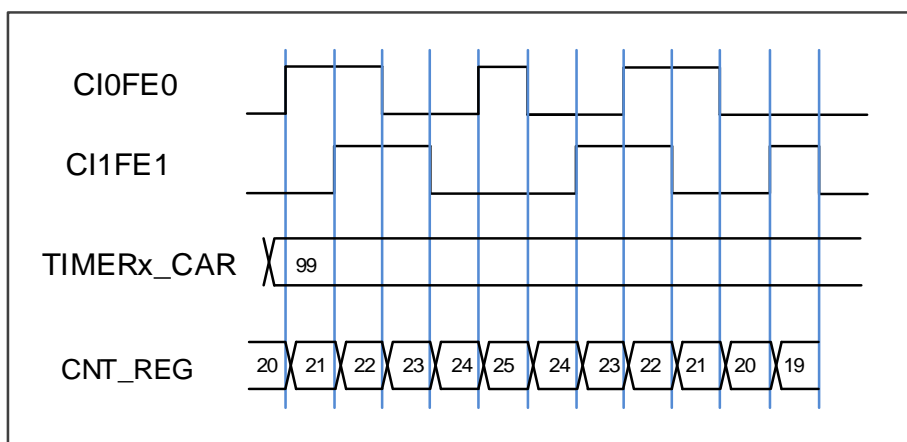 CI0FE0
CI1FE1
TIMERx_CAR 99
CNT_REG 20 21 22 23 24 25 24 23 22 21 20 19